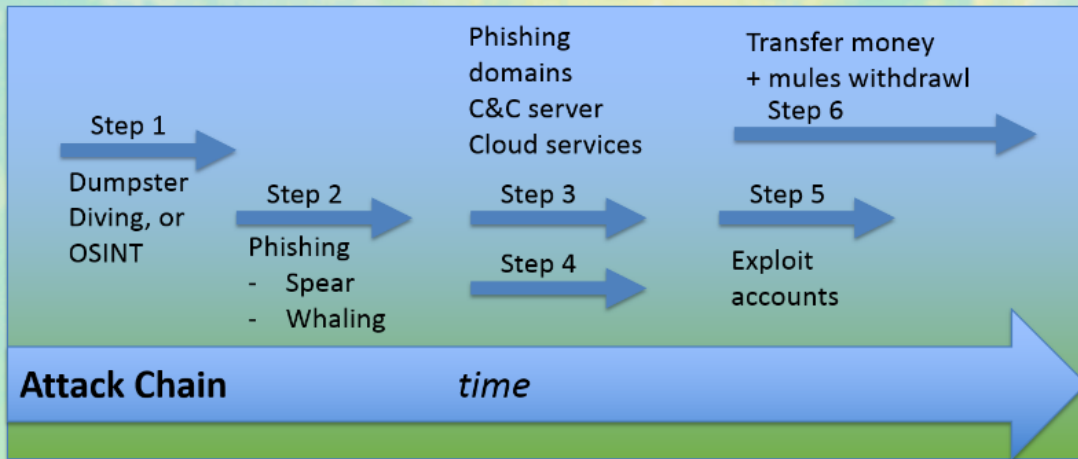 Step 1
Dumpster
Diving, or
OSINT
Step 2
Phishing
- Spear
- Whaling
Phishing
domains
C&C server
Cloud services
Step 3
Step 4
Transfer money
+ mules withdrawl
Step 6
Step 5
Exploit
accounts
Attack Chain time